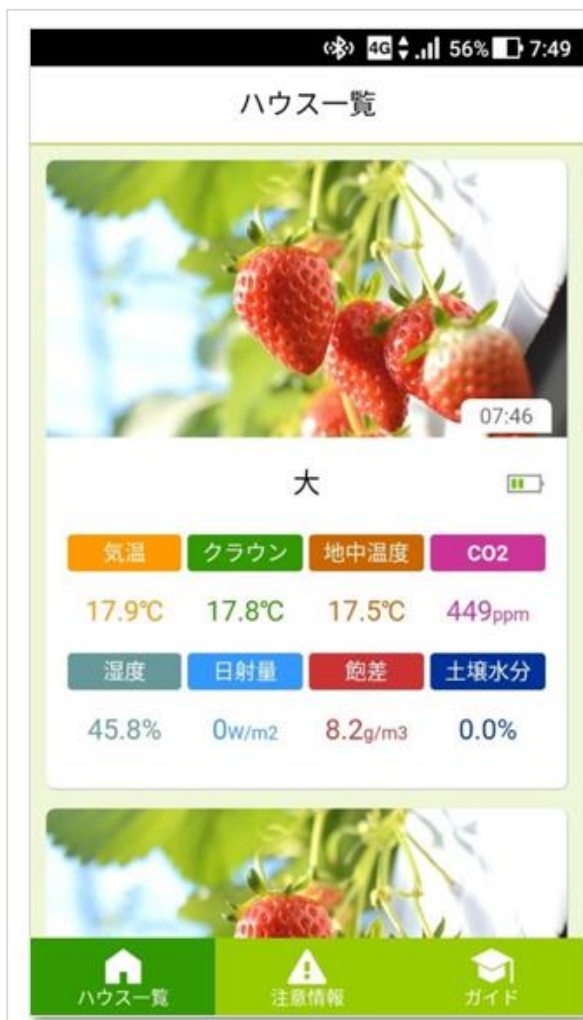 4G 56% 7:49
ハウス一覧
07:46
大
気温 クラウン 地中温度 CO2
17.9℃ 17.8℃ 17.5℃ 449ppm
湿度 日射量 飽差 土壌水分
45.8% 0W/m2 8.2g/m3 0.0%
ハウス一覧 注意情報 ガイド